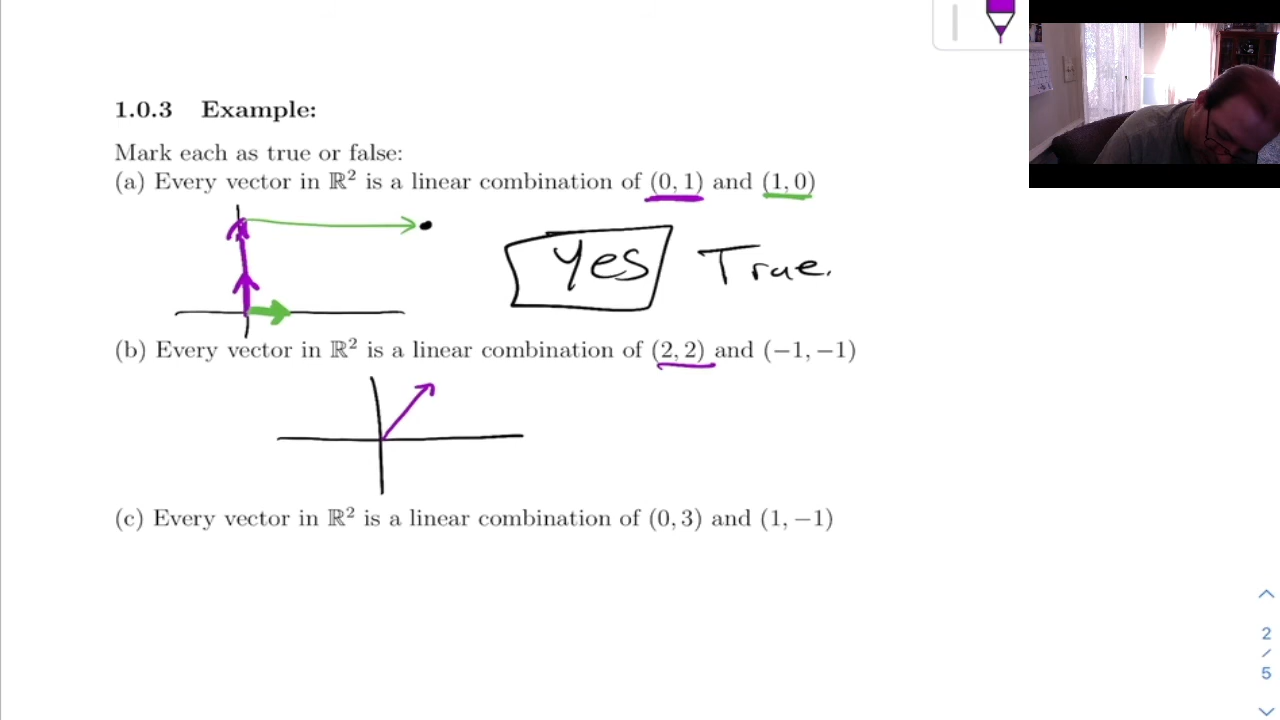 1.0.3 Example:
Mark each as true or false:
(a) Every vector in ℝ² is a linear combination of (0, 1) and (1, 0)
Yes True.
(b) Every vector in ℝ² is a linear combination of (2, 2) and (−1, −1)
(c) Every vector in ℝ² is a linear combination of (0, 3) and (1, −1)
2
/
5